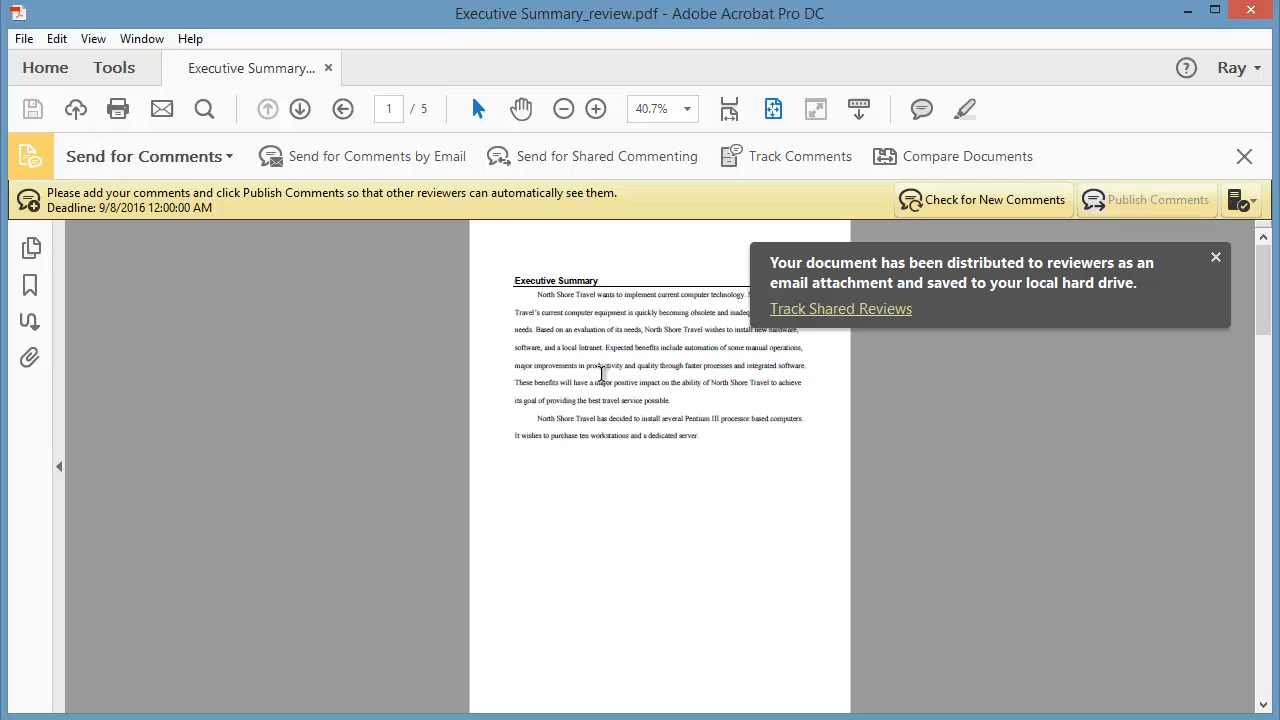 Executive Summary_review.pdf - Adobe Acrobat Pro DC
File Edit View Window Help
Home Tools Executive Summary... ×
Ray
1 / 5 40.7%
Send for Comments Send for Comments by Email Send for Shared Commenting Track Comments Compare Documents
Please add your comments and click Publish Comments so that other reviewers can automatically see them.
Deadline: 9/8/2016 12:00:00 AM
Check for New Comments Publish Comments
Your document has been distributed to reviewers as an
email attachment and saved to your local hard drive.
Track Shared Reviews
Executive Summary
North Shore Travel wants to implement current computer technology.
Travel's current computer equipment is quickly becoming obsolete and
needs. Based on an evaluation of its needs, North Shore Travel wishes to install new hardware,
software, and a local Intranet. Expected benefits include automation of some manual operations,
major improvements in productivity and quality through faster processes and integrated software.
These benefits will have a major positive impact on the ability of North Shore Travel to achieve
its goal of providing the best travel service possible.
North Shore Travel has decided to install several Pentium III processor based computers.
It wishes to purchase ten workstations and a dedicated server.